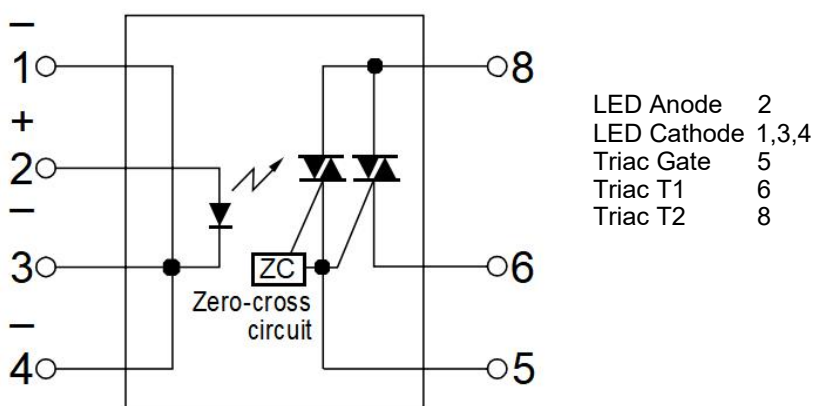 −
1
+
2
−
3
−
4
8
6
5
ZC
Zero-cross
circuit
LED Anode 2
LED Cathode 1,3,4
Triac Gate 5
Triac T1 6
Triac T2 8